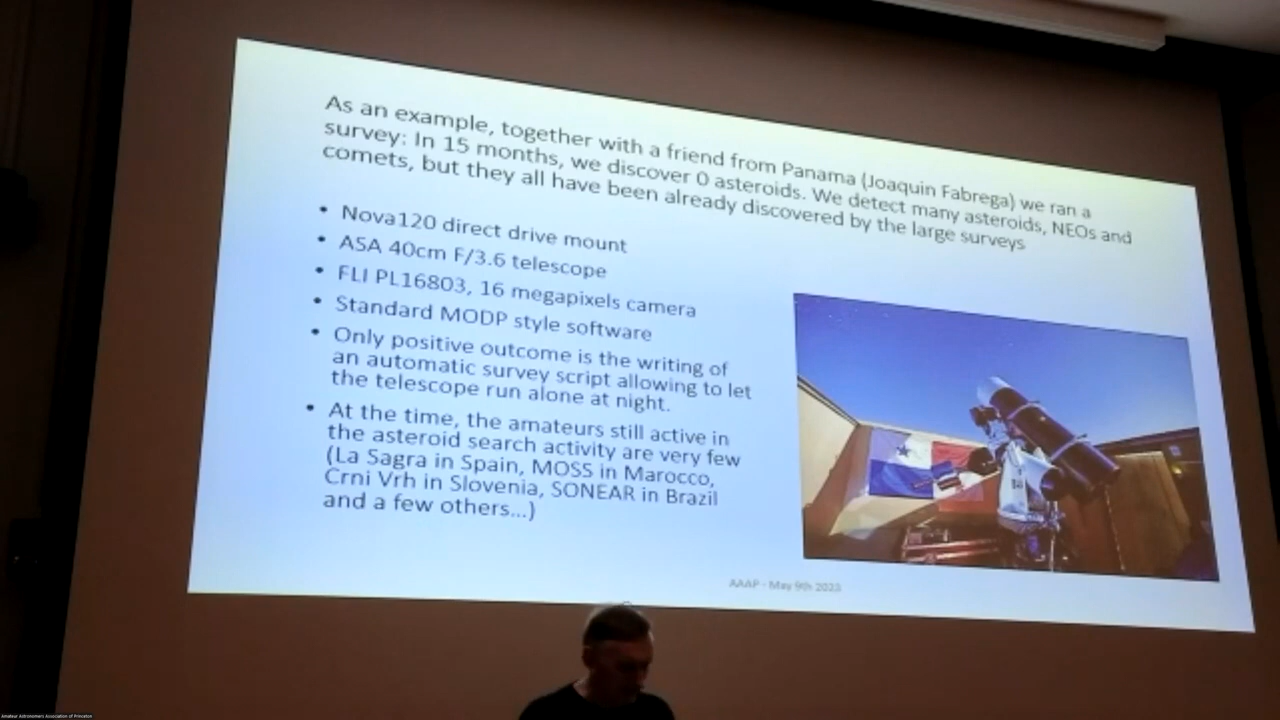 As an example, together with a friend from Panama (Joaquin Fabrega) we ran a
survey: In 15 months, we discover 0 asteroids. We detect many asteroids, NEOs and
comets, but they all have been already discovered by the large surveys
• Nova120 direct drive mount
• ASA 40cm F/3.6 telescope
• FLI PL16803, 16 megapixels camera
• Standard MODP style software
• Only positive outcome is the writing of
an automatic survey script allowing to let
the telescope run alone at night.
• At the time, the amateurs still active in
the asteroid search activity are very few
(La Sagra in Spain, MOSS in Marocco,
Crni Vrh in Slovenia, SONEAR in Brazil
and a few others...)
AAAP - May 9th 2023
Amateur Astronomers Association of Princeton